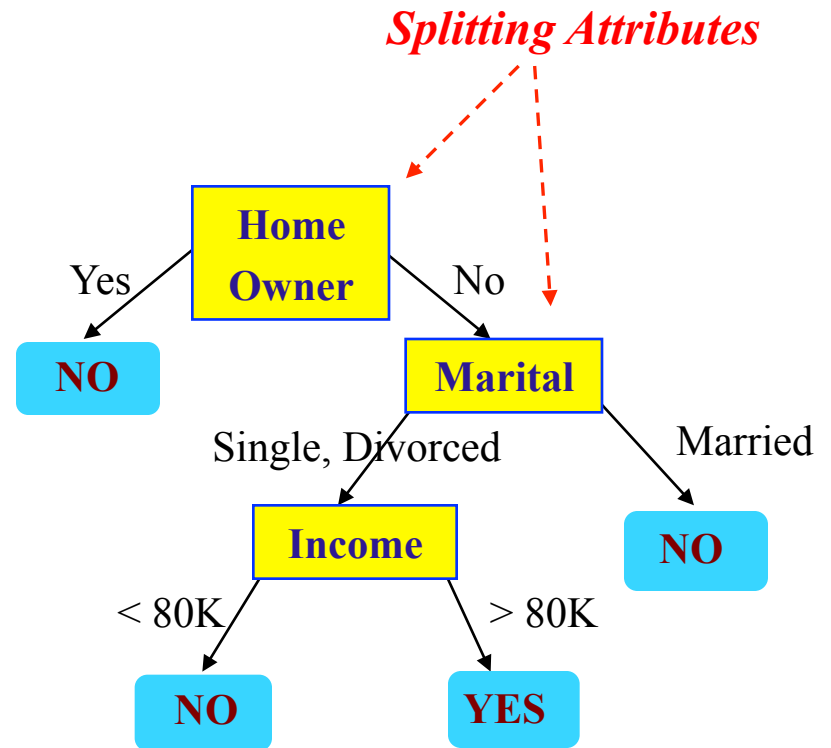 Splitting Attributes
Home
Owner
Yes
No
NO
Marital
Single, Divorced
Married
Income
NO
< 80K
> 80K
NO
YES